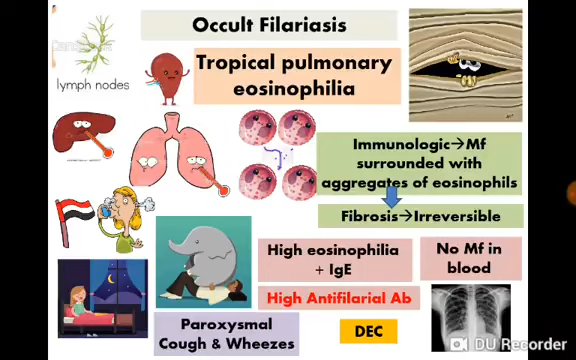 Occult Filariasis
Tropical pulmonary
eosinophilia
lymph nodes
Immunologic→Mf
surrounded with
aggregates of eosinophils
Fibrosis→Irreversible
High eosinophilia
+ IgE
No Mf in
blood
High Antifilarial Ab
Paroxysmal
Cough & Wheezes
DEC
DU Recorder